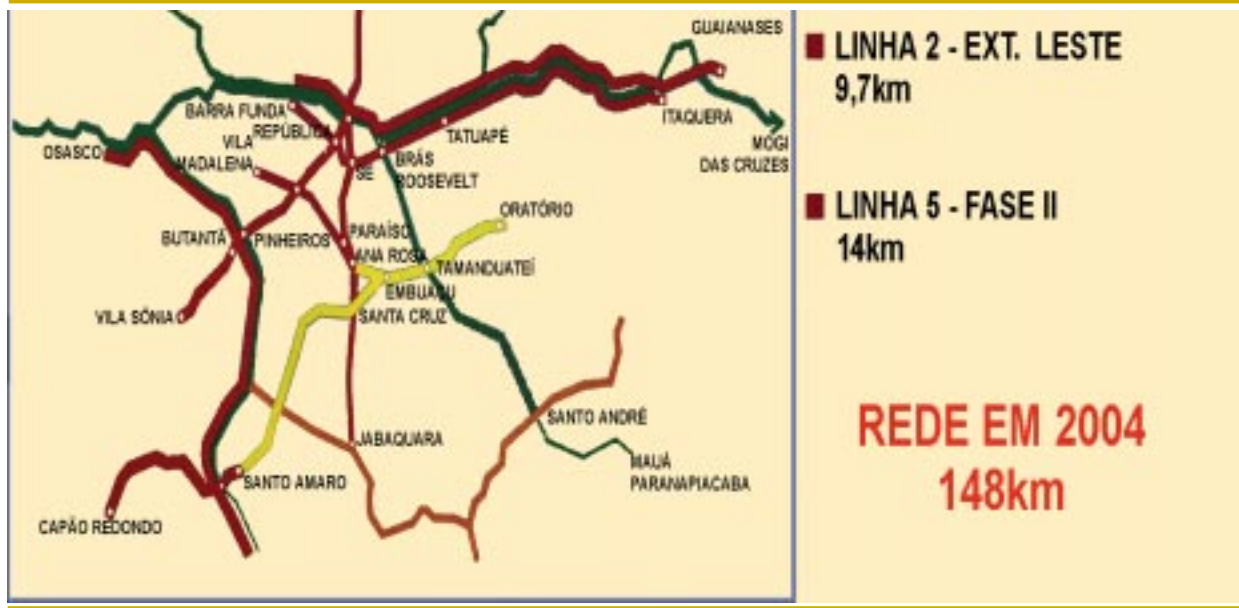 GUAIANASES
BARRA FUNDA
REPÚBLICA
VILA
MADALENA
OSASCO
TATUAPÉ
ITAQUERA
MOGI
DAS CRUZES
SÉ
BRÁS
ROOSEVELT
ORATÓRIO
BUTANTÃ
PINHEIROS
PARAÍSO
ANA ROSA
TAMANDUATEÍ
EMBUAÇU
VILA SÔNIA
SANTA CRUZ
SANTO ANDRÉ
JABAQUARA
MAUÁ
PARANAPIACABA
SANTO AMARO
CAPÃO REDONDO
LINHA 2 - EXT. LESTE
9,7km
LINHA 5 - FASE II
14km
REDE EM 2004
148km